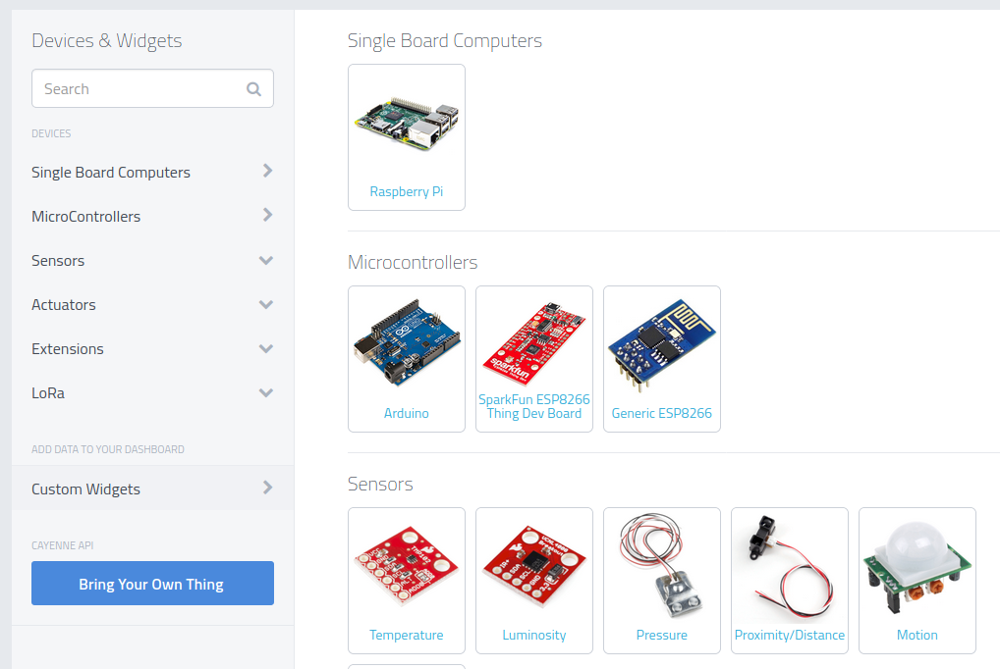 Devices & Widgets
Search
DEVICES
Single Board Computers
MicroControllers
Sensors
Actuators
Extensions
LoRa
ADD DATA TO YOUR DASHBOARD
Custom Widgets
CAYENNE API
Bring Your Own Thing
Single Board Computers
Raspberry Pi
Microcontrollers
Arduino
sparkfun
SparkFun ESP8266
Thing Dev Board
Generic ESP8266
Sensors
Temperature
Luminosity
Pressure
Proximity/Distance
Motion